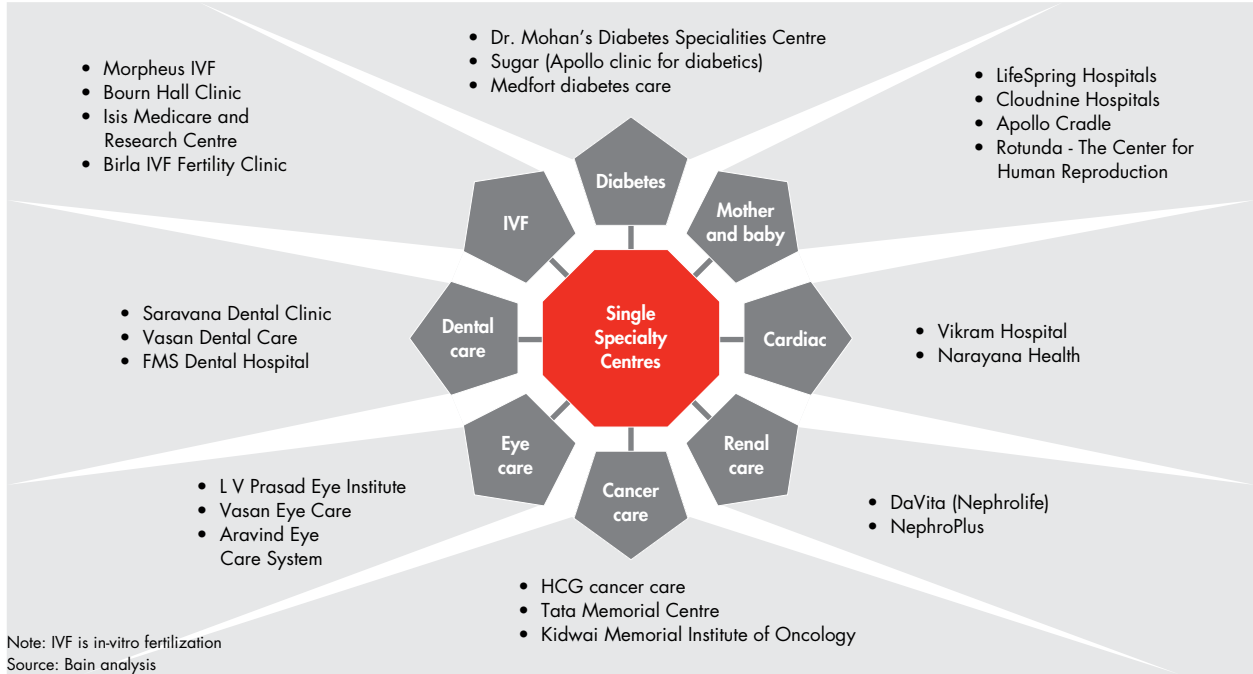 • Dr. Mohan’s Diabetes Specialities Centre
• Sugar (Apollo clinic for diabetics)
• Medfort diabetes care
• Morpheus IVF
• Bourn Hall Clinic
• Isis Medicare and
Research Centre
• Birla IVF Fertility Clinic
• LifeSpring Hospitals
• Cloudnine Hospitals
• Apollo Cradle
• Rotunda - The Center for
Human Reproduction
Diabetes
IVF
Mother
and baby
• Saravana Dental Clinic
• Vasan Dental Care
• FMS Dental Hospital
Dental
care
Single
Specialty
Centres
Cardiac
• Vikram Hospital
• Narayana Health
Eye
care
Cancer
care
Renal
care
• L V Prasad Eye Institute
• Vasan Eye Care
• Aravind Eye
Care System
• DaVita (Nephrolife)
• NephroPlus
• HCG cancer care
• Tata Memorial Centre
• Kidwai Memorial Institute of Oncology
Note: IVF is in-vitro fertilization
Source: Bain analysis